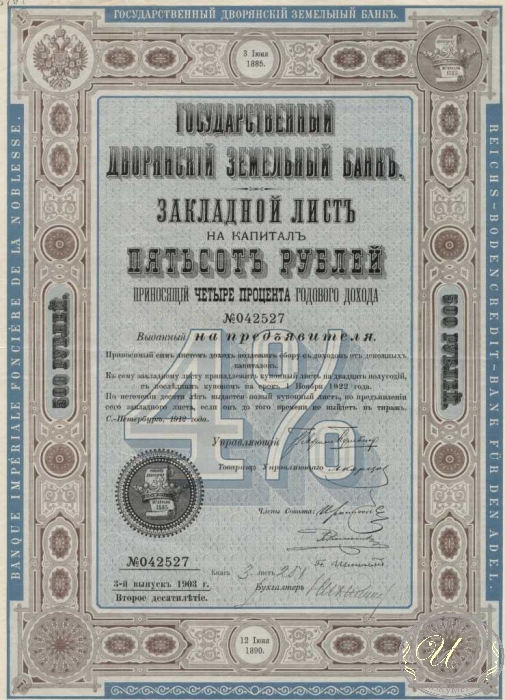 ГОСУДАРСТВЕННЫЙ ДВОРЯНСКІЙ ЗЕМЕЛЬНЫЙ БАНКЪ.
3 Іюня
1885.
BANQUE IMPÉRIALE FONCIÈRE DE LA NOBLESSE.
REICHS-BODENCREDIT-BANK FÜR DEN ADEL.
ГОСУДАРСТВЕННЫЙ
ДВОРЯНСКІЙ ЗЕМЕЛЬНЫЙ БАНКЪ.
ЗАКЛАДНОЙ ЛИСТЪ
НА КАПИТАЛЪ
ПЯТЬСОТЪ РУБЛЕЙ
ПРИНОСЯЩІЙ ЧЕТЫРЕ ПРОЦЕНТА ГОДОВОГО ДОХОДА
№042527
Выданный на предъявителя.
500 РУБЛЕЙ.
500 РУБЛЕЙ
4%
Приносимый симъ листомъ доходъ подлежитъ сбору съ доходовъ отъ денежныхъ
капиталовъ.
Къ сему закладному листу принадлежитъ купонный листъ на двадцать полугодій,
съ послѣднимъ купономъ на срокъ 1 Ноября 1922 года.
По истеченіи десяти лѣтъ выдается новый купонный листъ, по предъявленіи
сего закладного листа, если онъ до того времени не выйдетъ въ тиражъ.
С.-Петербургъ, 1912 года.
Управляющій
Товарищъ Управляющаго
Члены Совѣта:
№042527
Книга 3. листъ 251
Бухгалтеръ
3-й выпускъ 1903 г.
Второе десятилѣтіе.
12 Іюня
1890.